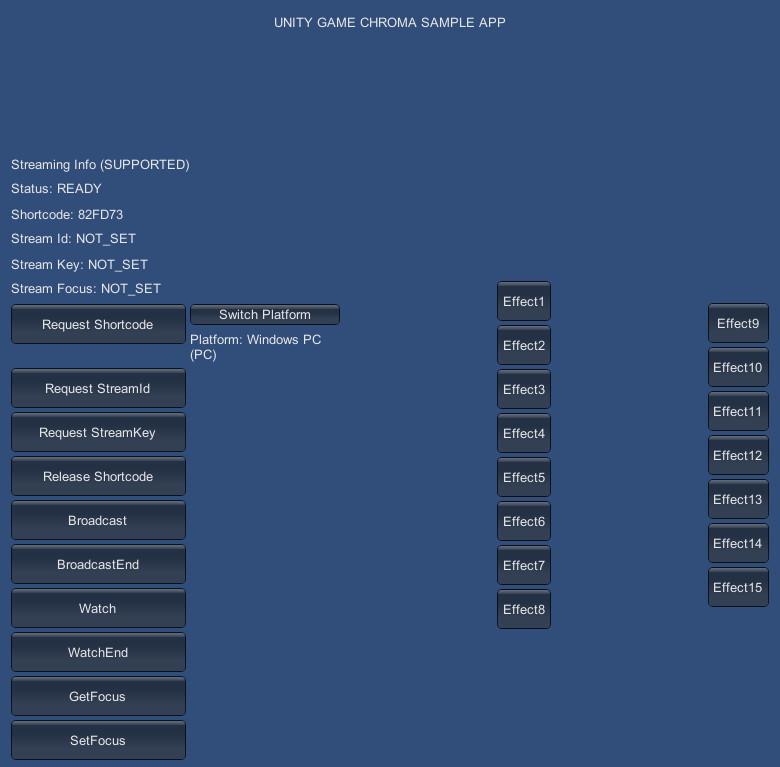 UNITY GAME CHROMA SAMPLE APP
Streaming Info (SUPPORTED)
Status: READY
Shortcode: 82FD73
Stream Id: NOT_SET
Stream Key: NOT_SET
Stream Focus: NOT_SET
Request Shortcode
Switch Platform
Platform: Windows PC
(PC)
Request StreamId
Request StreamKey
Release Shortcode
Broadcast
BroadcastEnd
Watch
WatchEnd
GetFocus
SetFocus
Effect1
Effect2
Effect3
Effect4
Effect5
Effect6
Effect7
Effect8
Effect9
Effect10
Effect11
Effect12
Effect13
Effect14
Effect15